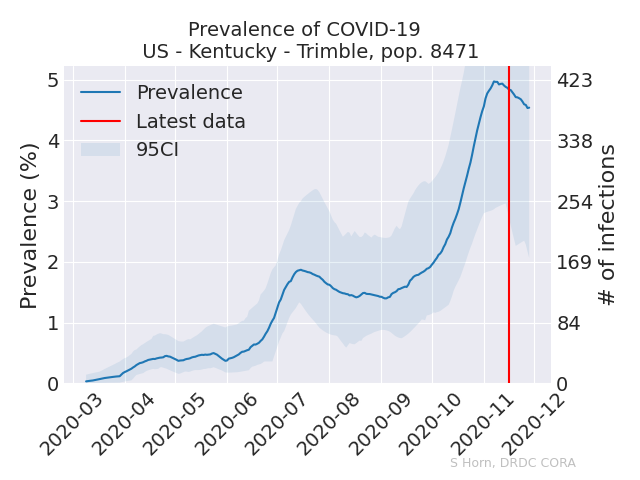 Prevalence of COVID-19
US - Kentucky - Trimble, pop. 8471
Prevalence
Latest data
95CI
Prevalence (%)
5
4
3
2
1
0
# of infections
423
338
254
169
84
0
2020-03
2020-04
2020-05
2020-06
2020-07
2020-08
2020-09
2020-10
2020-11
2020-12
S Horn, DRDC CORA